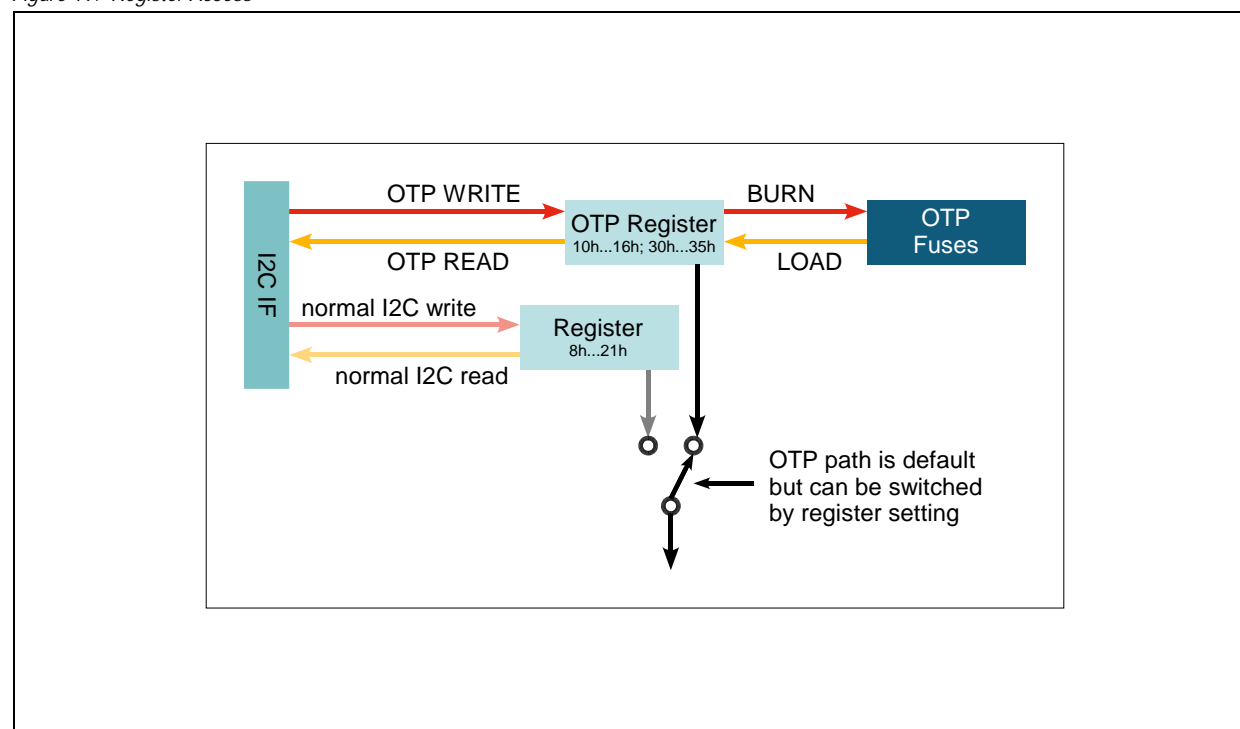 OTP WRITE
BURN
OTP Register
10h...16h; 30h...35h
OTP
Fuses
OTP READ
LOAD
I2C IF
normal I2C write
Register
8h...21h
normal I2C read
OTP path is default
but can be switched
by register setting